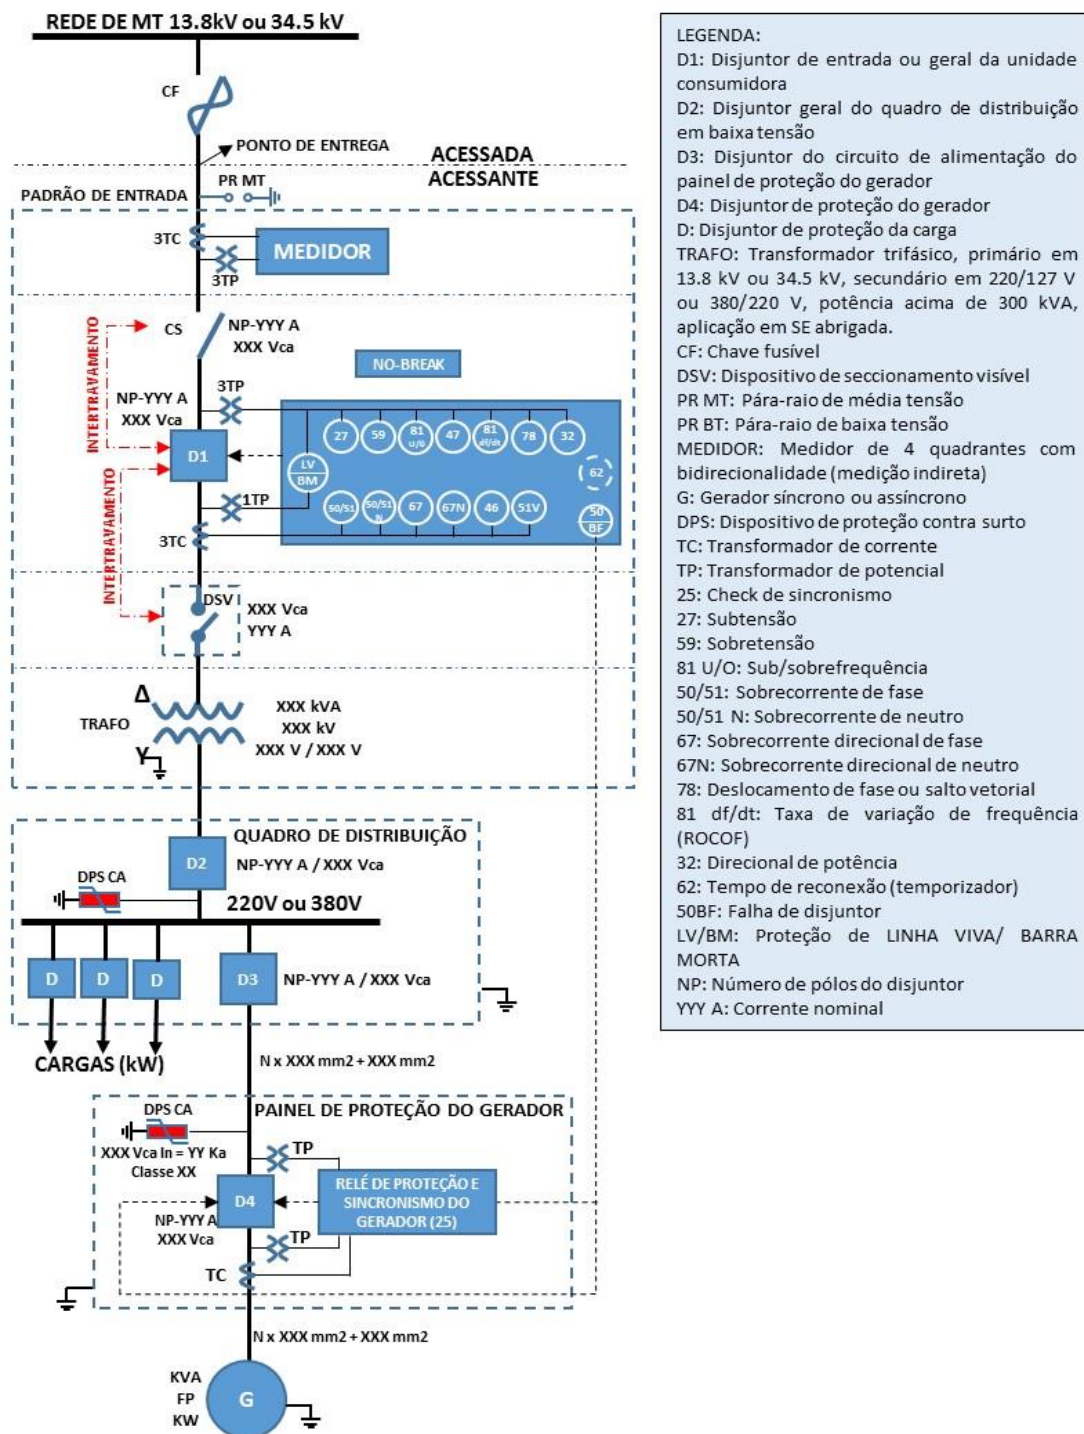 REDE DE MT 13.8kV ou 34.5 kV
CF
PONTO DE ENTREGA
ACESSADA
ACESSANTE
PR MT
PADRÃO DE ENTRADA
3TC
MEDIDOR
3TP
INTERTRAVAMENTO
CS
NP-YYY A
XXX Vca
NO-BREAK
NP-YYY A
XXX Vca
3TP
27
59
81
U/0
47
81
df/dt
78
32
D1
LV
BM
62
INTERTRAVAMENTO
1TP
50/51
50/51
N
67
67N
46
51V
50
BF
3TC
DSV
XXX Vca
YYY A
Δ
TRAFO
Y
XXX kVA
XXX kV
XXX V / XXX V
QUADRO DE DISTRIBUIÇÃO
D2
NP-YYY A / XXX Vca
DPS CA
220V ou 380V
D
D
D
D3
NP-YYY A / XXX Vca
CARGAS (kW)
N x XXX mm2 + XXX mm2
PAINEL DE PROTEÇÃO DO GERADOR
DPS CA
XXX Vca In = YY Ka
Classe XX
TP
D4
RELÉ DE PROTEÇÃO E
SINCRONISMO DO
GERADOR (25)
NP-YYY A
XXX Vca
TP
TC
N x XXX mm2 + XXX mm2
KVA
FP
KW
G
LEGENDA:
D1: Disjuntor de entrada ou geral da unidade
consumidora
D2: Disjuntor geral do quadro de distribuição
em baixa tensão
D3: Disjuntor do circuito de alimentação do
painel de proteção do gerador
D4: Disjuntor de proteção do gerador
D: Disjuntor de proteção da carga
TRAFO: Transformador trifásico, primário em
13.8 kV ou 34.5 kV, secundário em 220/127 V
ou 380/220 V, potência acima de 300 kVA,
aplicação em SE abrigada.
CF: Chave fusível
DSV: Dispositivo de seccionamento visível
PR MT: Pára-raio de média tensão
PR BT: Pára-raio de baixa tensão
MEDIDOR: Medidor de 4 quadrantes com
bidirecionalidade (medição indireta)
G: Gerador síncrono ou assíncrono
DPS: Dispositivo de proteção contra surto
TC: Transformador de corrente
TP: Transformador de potencial
25: Check de sincronismo
27: Subtensão
59: Sobretensão
81 U/O: Sub/sobrefrequência
50/51: Sobrecorrente de fase
50/51 N: Sobrecorrente de neutro
67: Sobrecorrente direcional de fase
67N: Sobrecorrente direcional de neutro
78: Deslocamento de fase ou salto vetorial
81 df/dt: Taxa de variação de frequência
(ROCOF)
32: Direcional de potência
62: Tempo de reconexão (temporizador)
50BF: Falha de disjuntor
LV/BM: Proteção de LINHA VIVA/ BARRA
MORTA
NP: Número de pólos do disjuntor
YYY A: Corrente nominal